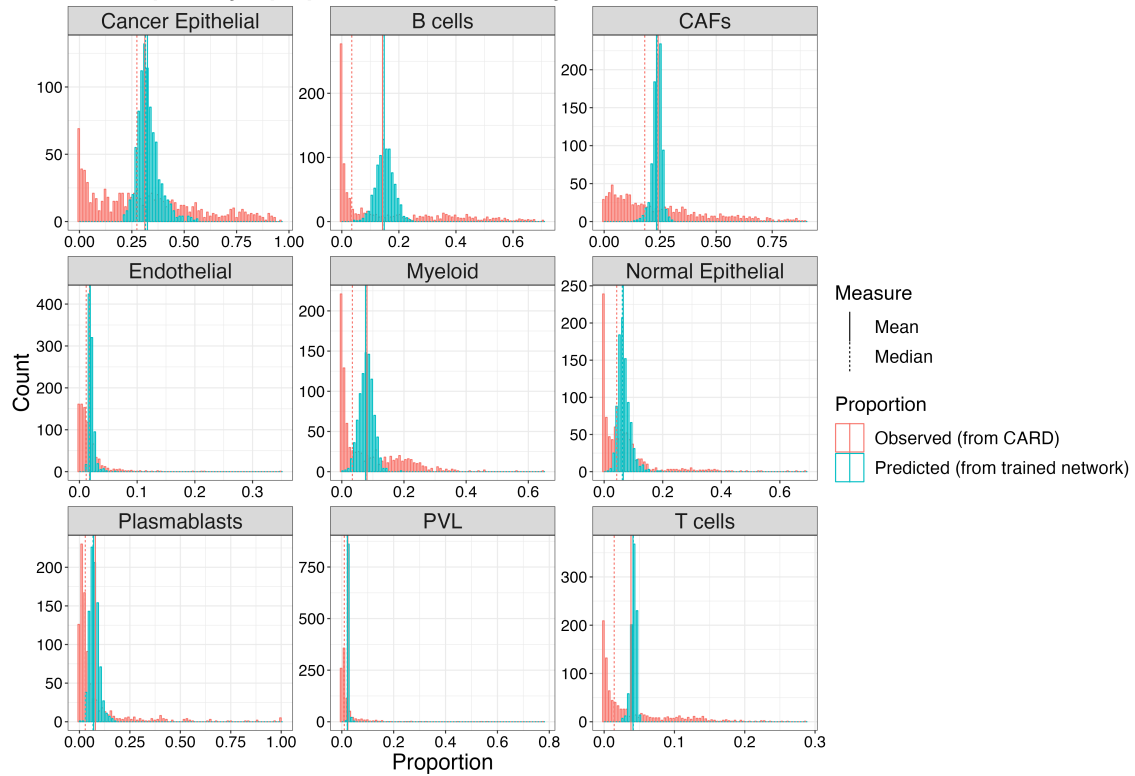 Cancer Epithelial
B cells
CAFs
100
50
0
0.00 0.25 0.50 0.75 1.00
200
100
0
0.0 0.2 0.4 0.6
200
150
100
50
0
0.00 0.25 0.50 0.75
Endothelial
Myeloid
Normal Epithelial
400
300
200
100
0
0.0 0.1 0.2 0.3
200
150
100
50
0
0.0 0.2 0.4 0.6
250
200
150
100
50
0
0.0 0.2 0.4 0.6
Plasmablasts
PVL
T cells
200
150
100
50
0
0.00 0.25 0.50 0.75 1.00
750
500
250
0
0.0 0.2 0.4 0.6 0.8
300
200
100
0
0.0 0.1 0.2 0.3
Count
Proportion
Measure
Mean
Median
Proportion
Observed (from CARD)
Predicted (from trained network)